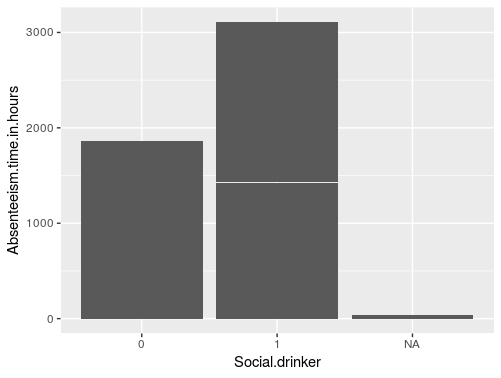 Absenteeism.time.in.hours
3000
2000
1000
0
0 1 NA
Social.drinker